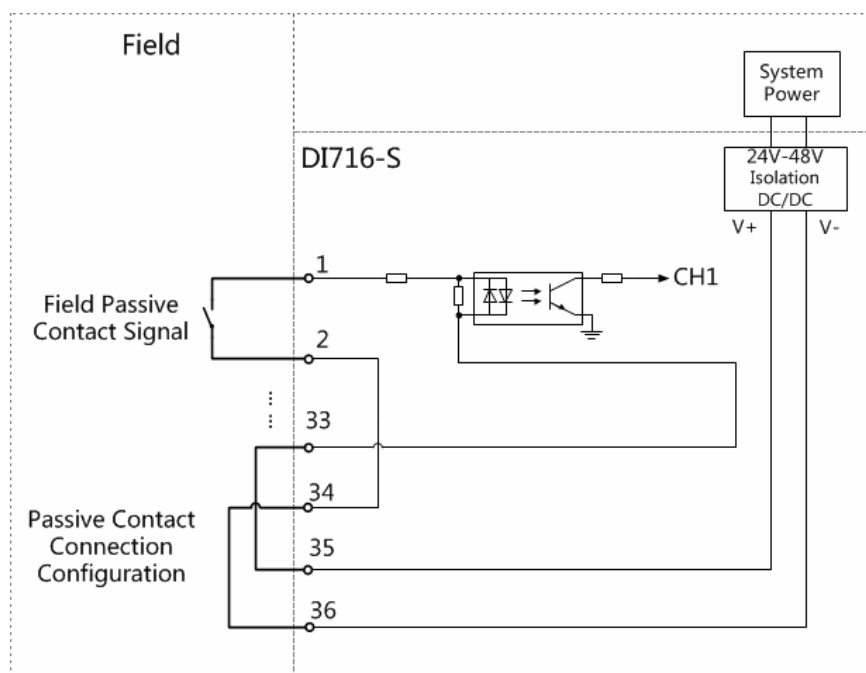 Field
System
Power
DI716-S
24V-48V
Isolation
DC/DC
V+
V-
1
CH1
Field Passive
Contact Signal
2
33
34
Passive Contact
Connection
Configuration
35
36